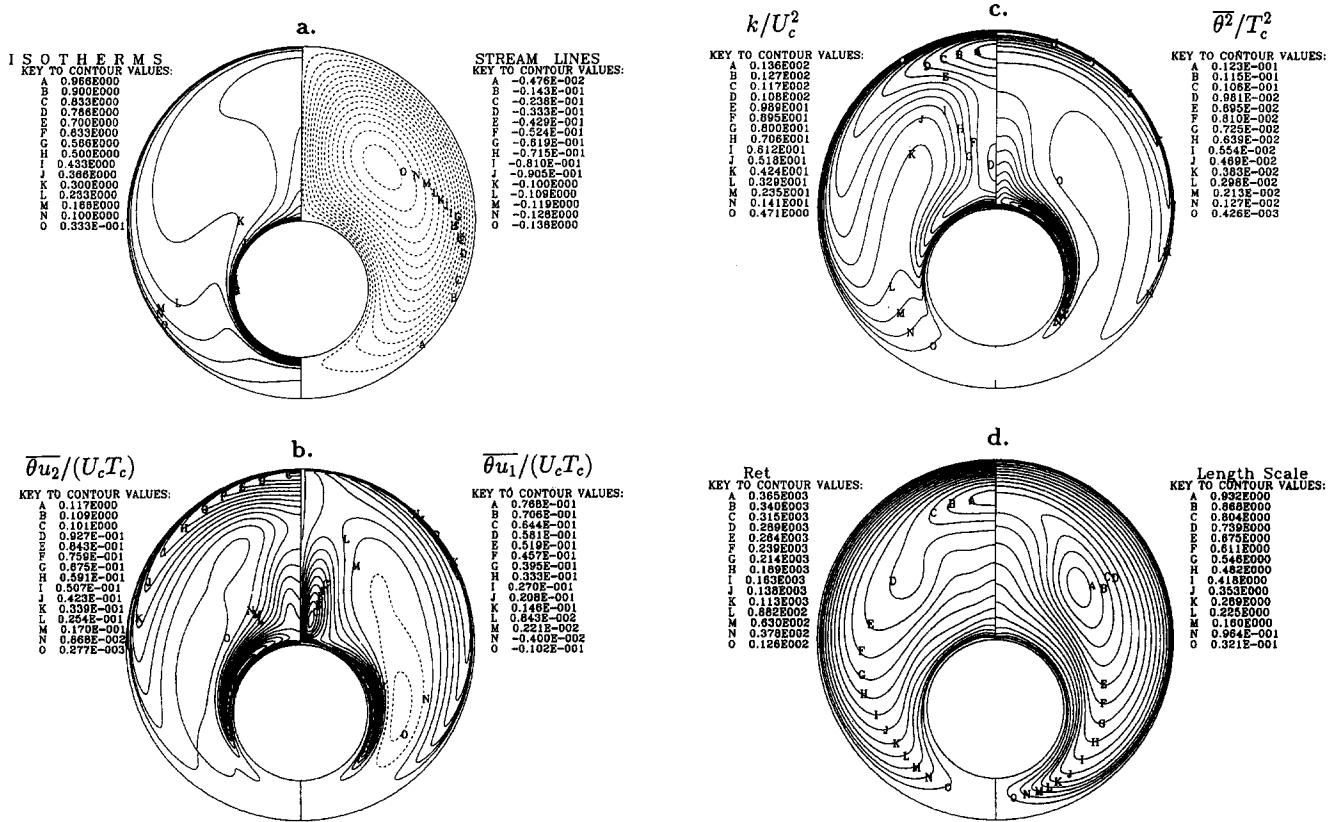 a.
I S O T H E R M S
KEY TO CONTOUR VALUES:
A 0.966E000
B 0.900E000
C 0.833E000
D 0.766E000
E 0.700E000
F 0.633E000
G 0.566E000
H 0.500E000
I 0.433E000
J 0.366E000
K 0.300E000
L 0.233E000
M 0.166E000
N 0.100E000
O 0.333E-001
STREAM LINES
KEY TO CONTOUR VALUES:
A -0.476E-002
B -0.143E-001
C -0.238E-001
D -0.333E-001
E -0.429E-001
F -0.524E-001
G -0.619E-001
H -0.715E-001
I -0.810E-001
J -0.905E-001
K -0.100E000
L -0.109E000
M -0.119E000
N -0.128E000
O -0.138E000
c.
k/U_c^2
KEY TO CONTOUR VALUES:
A 0.136E002
B 0.127E002
C 0.117E002
D 0.108E002
E 0.989E001
F 0.895E001
G 0.800E001
H 0.706E001
I 0.612E001
J 0.518E001
K 0.424E001
L 0.329E001
M 0.235E001
N 0.141E001
O 0.471E000
θ^2/T_c^2
KEY TO CONTOUR VALUES:
A 0.123E-001
B 0.115E-001
C 0.106E-001
D 0.981E-002
E 0.895E-002
F 0.810E-002
G 0.725E-002
H 0.639E-002
I 0.554E-002
J 0.469E-002
K 0.383E-002
L 0.298E-002
M 0.213E-002
N 0.127E-002
O 0.426E-003
b.
θu_2/(U_cT_c)
KEY TO CONTOUR VALUES:
A 0.117E000
B 0.109E000
C 0.101E000
D 0.927E-001
E 0.843E-001
F 0.759E-001
G 0.675E-001
H 0.591E-001
I 0.507E-001
J 0.423E-001
K 0.339E-001
L 0.254E-001
M 0.170E-001
N 0.868E-002
O 0.277E-003
θu_1/(U_cT_c)
KEY TO CONTOUR VALUES:
A 0.768E-001
B 0.706E-001
C 0.644E-001
D 0.581E-001
E 0.519E-001
F 0.457E-001
G 0.395E-001
H 0.333E-001
I 0.270E-001
J 0.208E-001
K 0.146E-001
L 0.843E-002
M 0.221E-002
N -0.400E-002
O -0.102E-001
d.
Ret
KEY TO CONTOUR VALUES:
A 0.365E003
B 0.340E003
C 0.315E003
D 0.289E003
E 0.264E003
F 0.239E003
G 0.214E003
H 0.189E003
I 0.163E003
J 0.138E003
K 0.113E003
L 0.882E002
M 0.630E002
N 0.378E002
O 0.126E002
Length Scale
KEY TO CONTOUR VALUES:
A 0.932E000
B 0.868E000
C 0.804E000
D 0.739E000
E 0.675E000
F 0.611E000
G 0.546E000
H 0.482E000
I 0.418E000
J 0.353E000
K 0.289E000
L 0.225E000
M 0.160E000
N 0.964E-001
O 0.321E-001